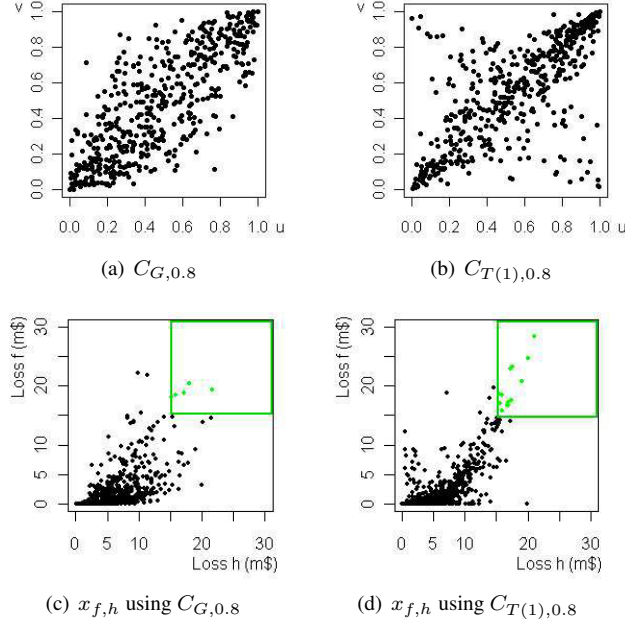 v
0.0 0.2 0.4 0.6 0.8 1.0
0.0 0.2 0.4 0.6 0.8 1.0 u
(a) C_{G,0.8}
v
0.0 0.2 0.4 0.6 0.8 1.0
0.0 0.2 0.4 0.6 0.8 1.0 u
(b) C_{T(1),0.8}
Loss f (m$)
0 5 10 20 30
0 5 10 15 20 30
Loss h (m$)
(c) x_{f,h} using C_{G,0.8}
Loss f (m$)
0 5 10 20 30
0 5 10 15 20 30
Loss h (m$)
(d) x_{f,h} using C_{T(1),0.8}